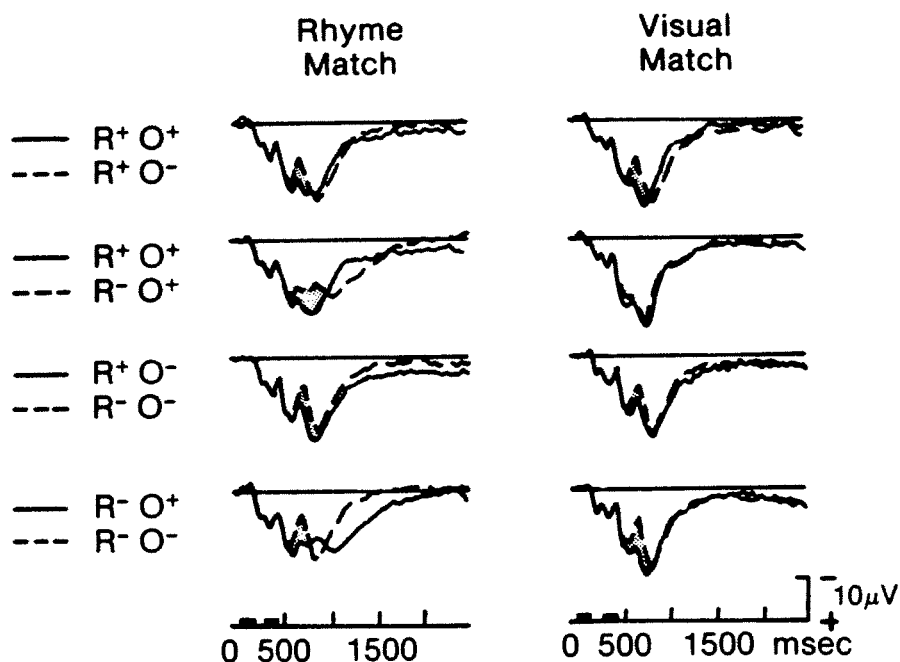 Rhyme Match
Visual Match
R⁺ O⁺
R⁺ O⁻
R⁺ O⁺
R⁻ O⁺
R⁺ O⁻
R⁻ O⁻
R⁻ O⁺
R⁻ O⁻
−
10μV
+
0 500 1500
0 500 1500 msec